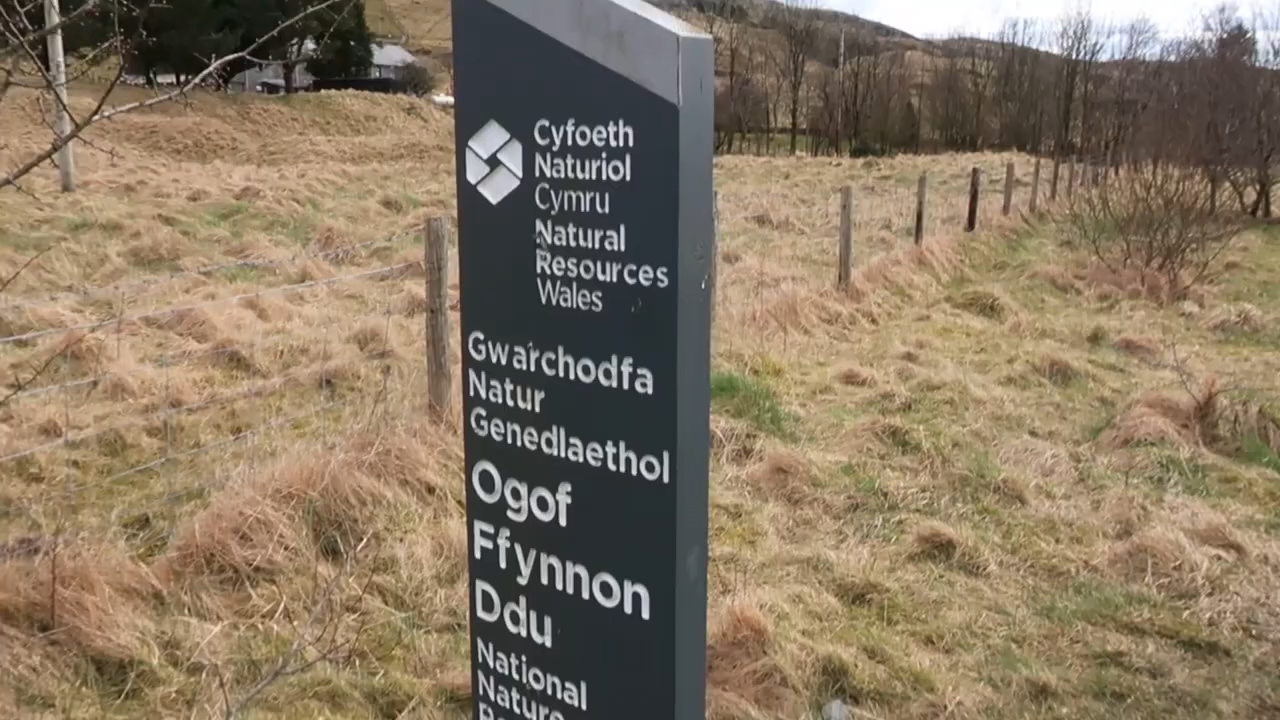 Cyfoeth
Naturiol
Cymru
Natural
Resources
Wales
Gwarchodfa
Natur
Genedlaethol
Ogof
Ffynnon
Ddu
National
Nature